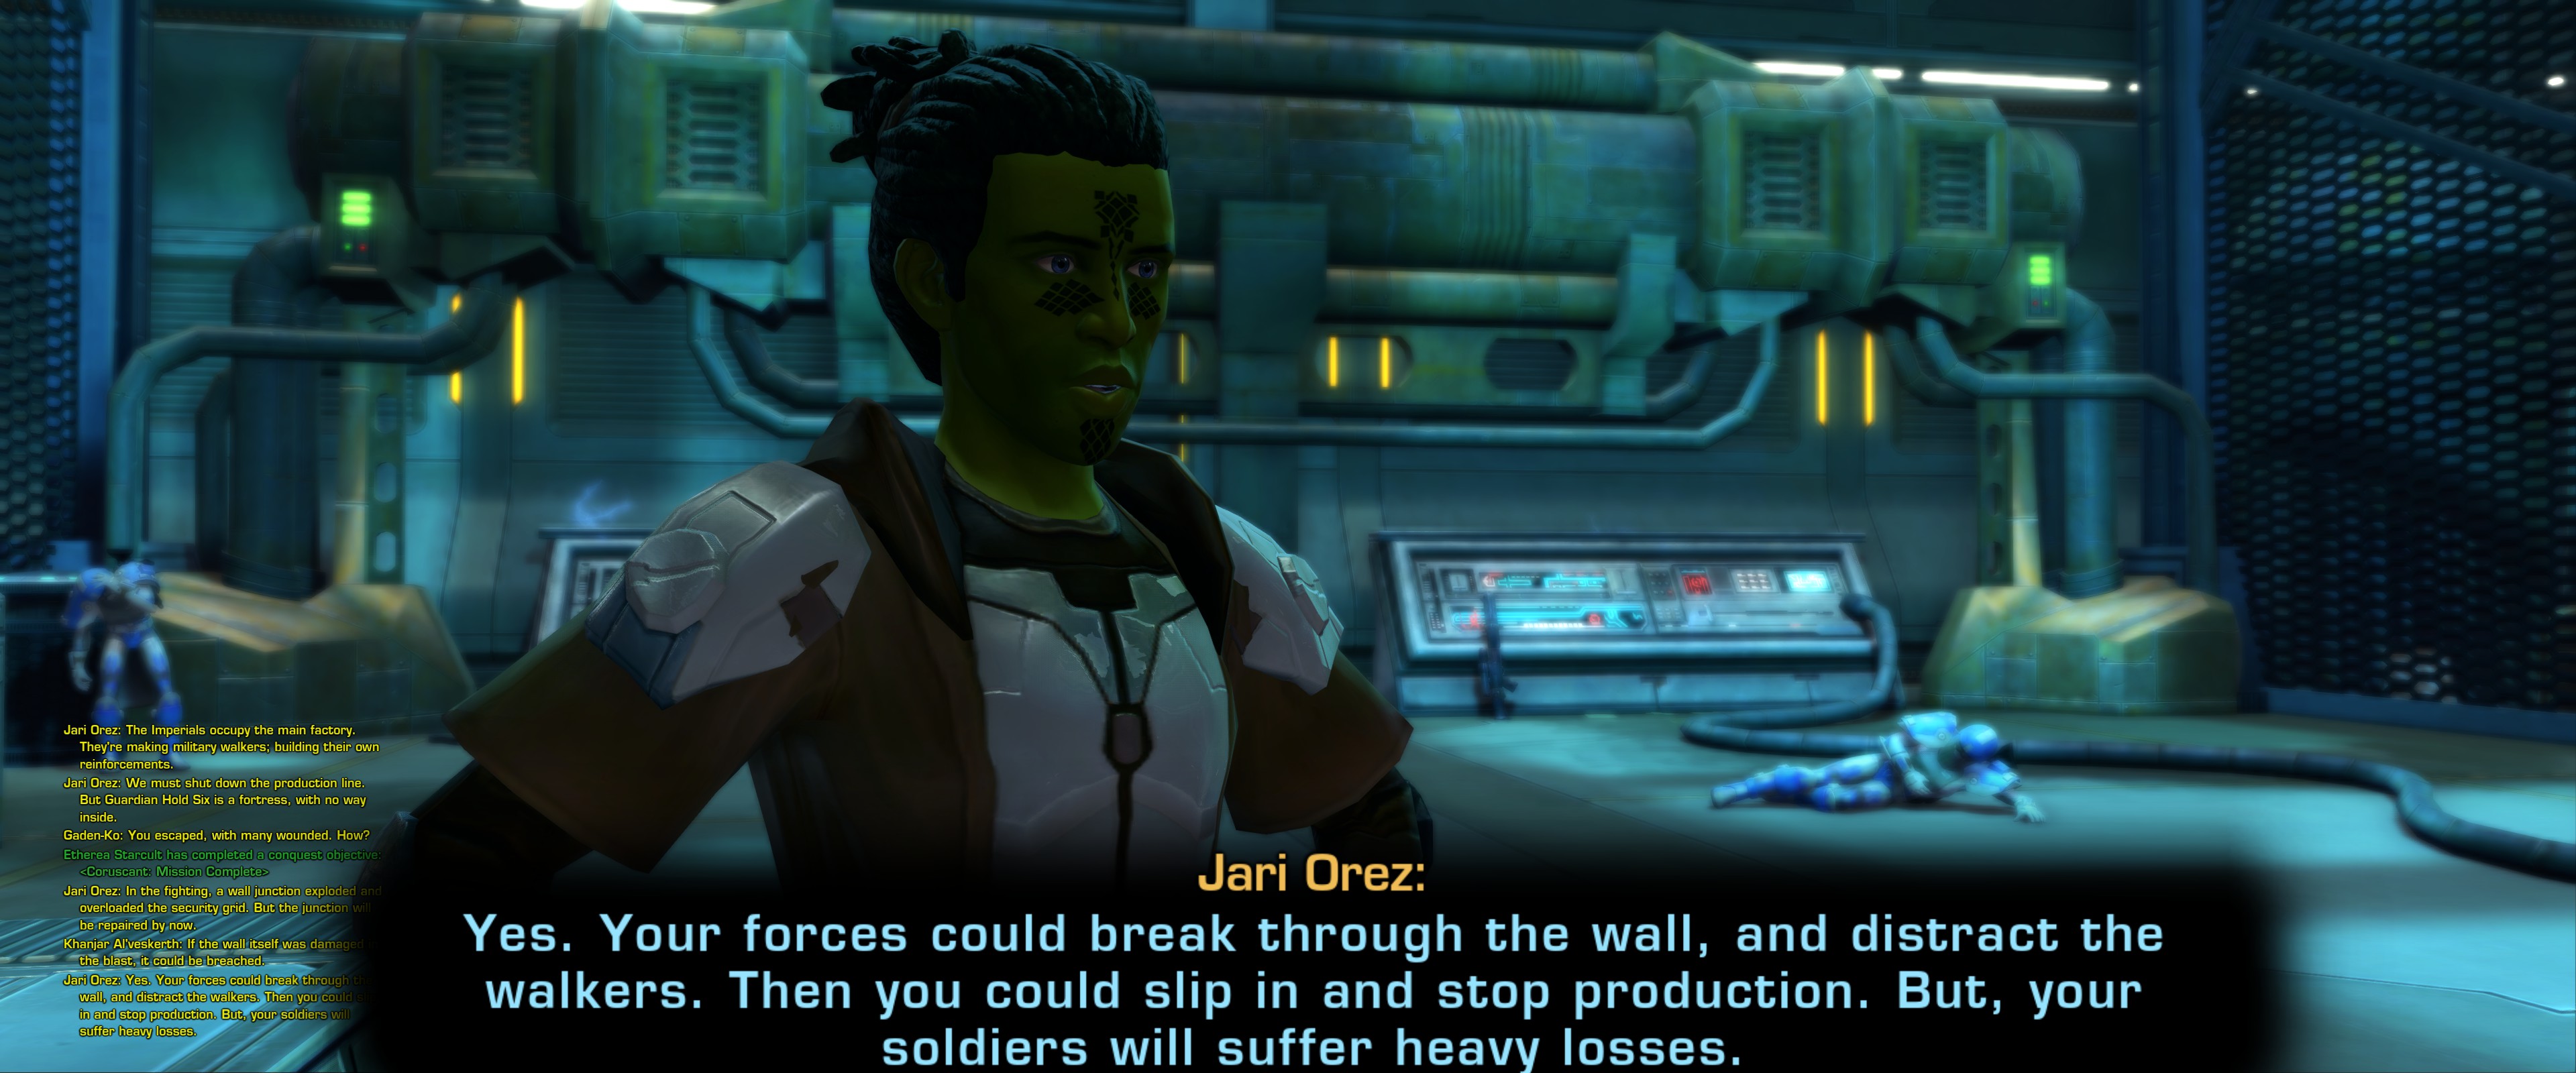 Jari Orez: The Imperials occupy the main factory.
They're making military walkers; building their own
reinforcements.
Jari Orez: We must shut down the production line.
But Guardian Hold Six is a fortress, with no way
inside.
Gaden-Ko: You escaped, with many wounded. How?
Etherea Starcult has completed a conquest objective:
<Coruscant: Mission Complete>
Jari Orez: In the fighting, a wall junction exploded and
overloaded the security grid. But the junction will
be repaired by now.
Khanjar Al'veskerth: If the wall itself was damaged
the blast, it could be breached.
Jari Orez: Yes. Your forces could break through
wall, and distract the walkers. Then you could
in and stop production. But, your soldiers will
suffer heavy losses.
Jari Orez:
Yes. Your forces could break through the wall, and distract the
walkers. Then you could slip in and stop production. But, your
soldiers will suffer heavy losses.